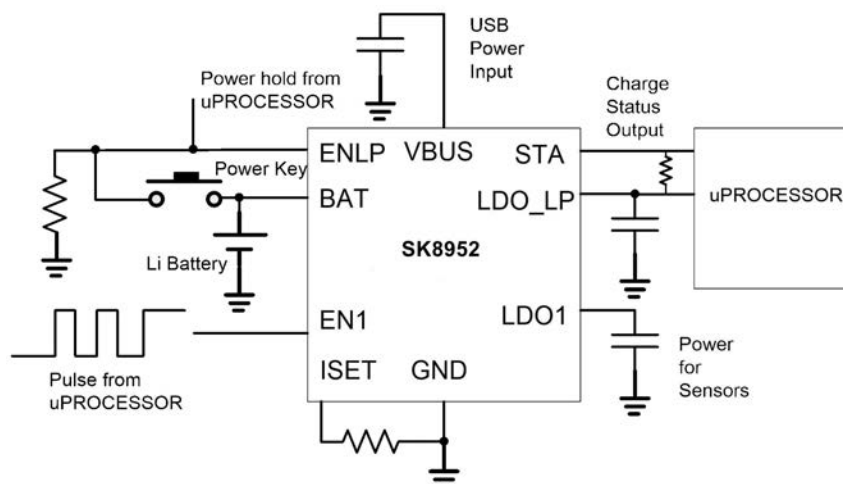 USB
Power
Input
Power hold from
uPROCESSOR
Charge
Status
Output
ENLP
VBUS
STA
Power Key
BAT
LDO_LP
uPROCESSOR
SK8952
Li Battery
EN1
LDO1
ISET
GND
Pulse from
uPROCESSOR
Power
for
Sensors